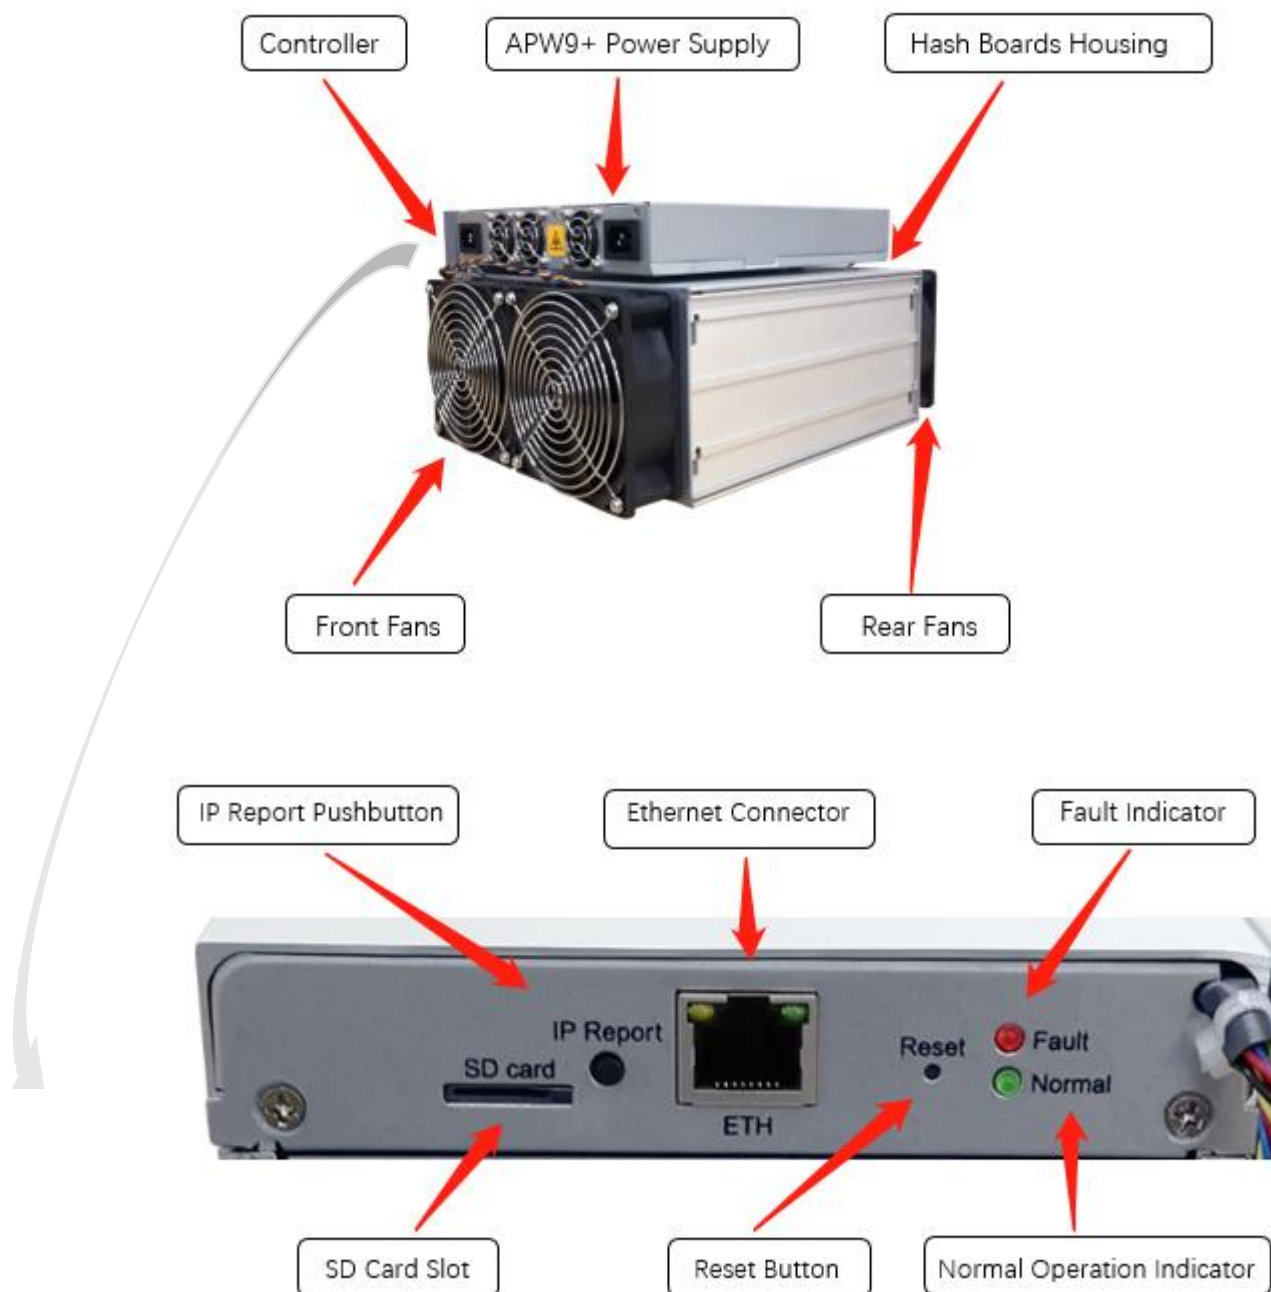 Controller
APW9+ Power Supply
Hash Boards Housing
Front Fans
Rear Fans
IP Report Pushbutton
Ethernet Connector
Fault Indicator
IP Report
SD card
ETH
Reset
Fault
Normal
SD Card Slot
Reset Button
Normal Operation Indicator